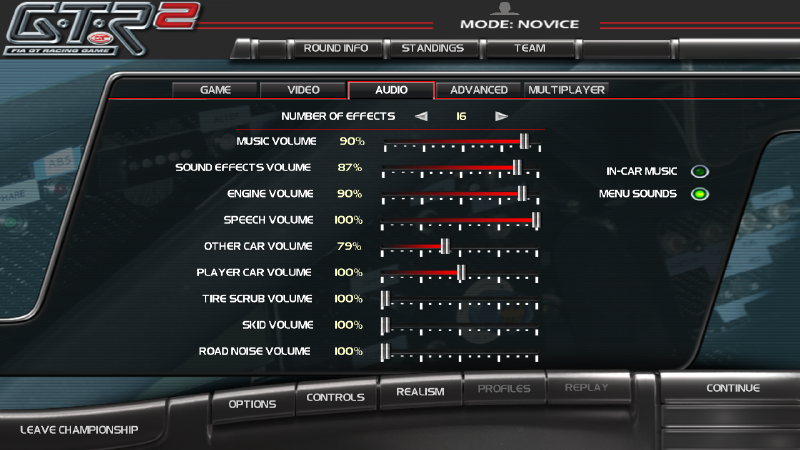 GTR2
FIA GT RACING GAME
MODE: NOVICE
ROUND INFO STANDINGS TEAM
GAME VIDEO AUDIO ADVANCED MULTIPLAYER
NUMBER OF EFFECTS 16
MUSIC VOLUME 90%
SOUND EFFECTS VOLUME 87%
IN-CAR MUSIC
ENGINE VOLUME 90%
MENU SOUNDS
SPEECH VOLUME 100%
OTHER CAR VOLUME 79%
PLAYER CAR VOLUME 100%
TIRE SCRUB VOLUME 100%
SKID VOLUME 100%
ROAD NOISE VOLUME 100%
ABS
OPTIONS CONTROLS REALISM PROFILES REPLAY CONTINUE
LEAVE CHAMPIONSHIP